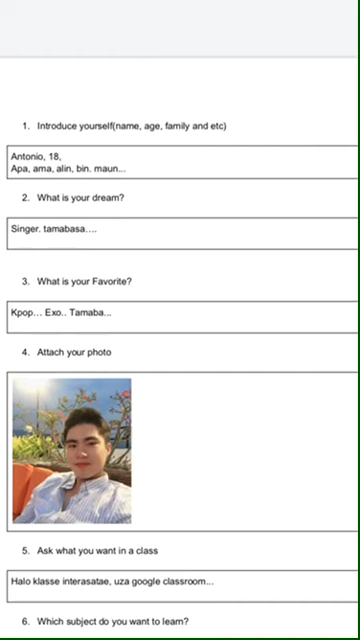 1. Introduce yourself(name, age, family and etc)
Antonio, 18,
Apa, ama, alin, bin. maun...
2. What is your dream?
Singer. tamabasa....
3. What is your Favorite?
Kpop... Exo.. Tamaba...
4. Attach your photo
5. Ask what you want in a class
Halo klasse interasatae, uza google classroom...
6. Which subject do you want to learn?